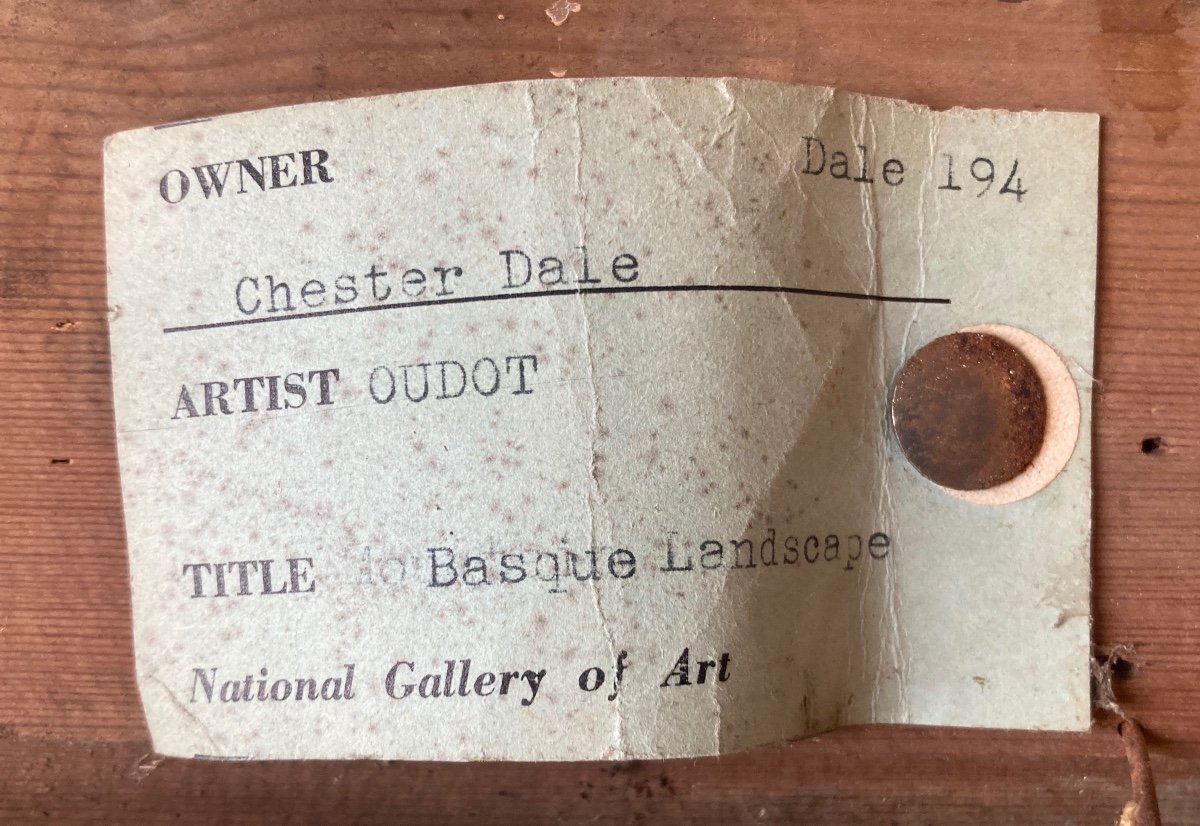 OWNER Dale 194
Chester Dale
ARTIST OUDOT
TITLE Basque Landscape
National Gallery of Art